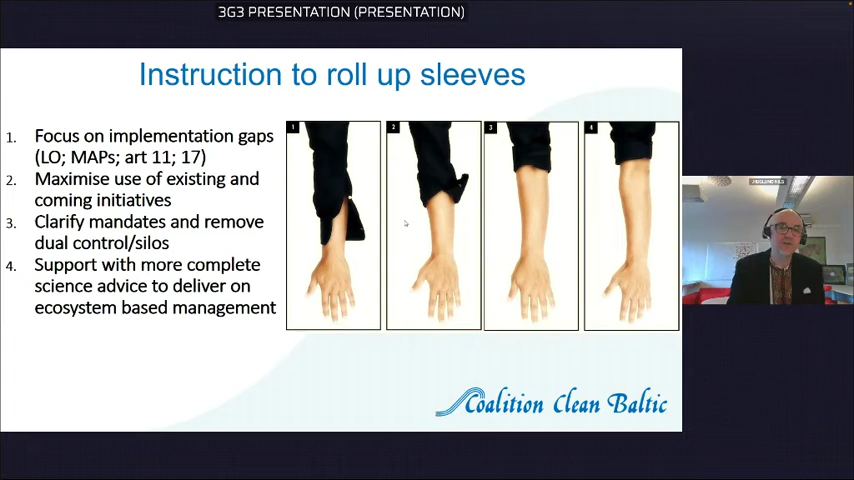 3G3 PRESENTATION (PRESENTATION)
Instruction to roll up sleeves
1. Focus on implementation gaps
(LO; MAPs; art 11; 17)
2. Maximise use of existing and
coming initiatives
3. Clarify mandates and remove
dual control/silos
4. Support with more complete
science advice to deliver on
ecosystem based management
1
2
3
4
Coalition Clean Baltic